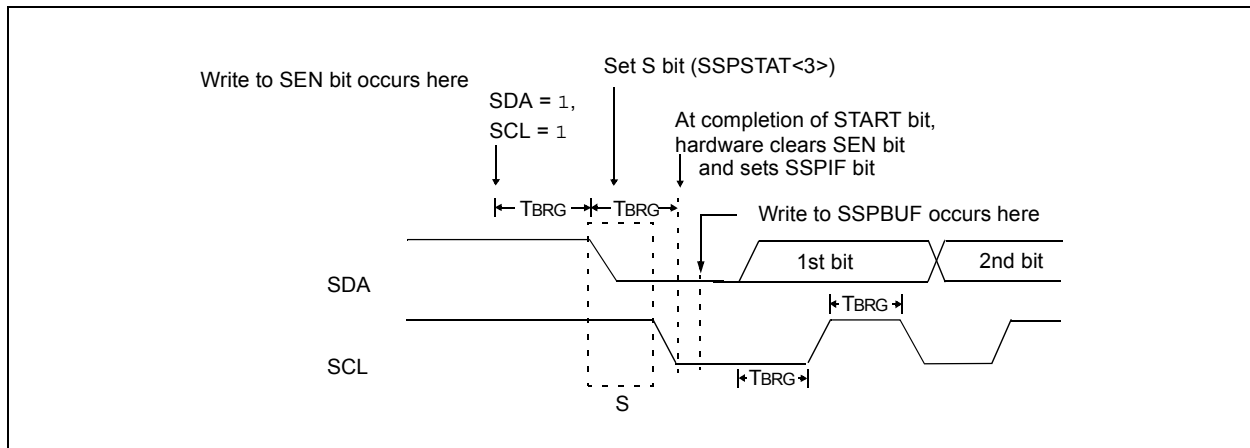 Write to SEN bit occurs here
Set S bit (SSPSTAT<3>)
SDA = 1,
SCL = 1
At completion of START bit,
hardware clears SEN bit
and sets SSPIF bit
TBRG
TBRG
Write to SSPBUF occurs here
SDA
1st bit
2nd bit
TBRG
SCL
TBRG
S